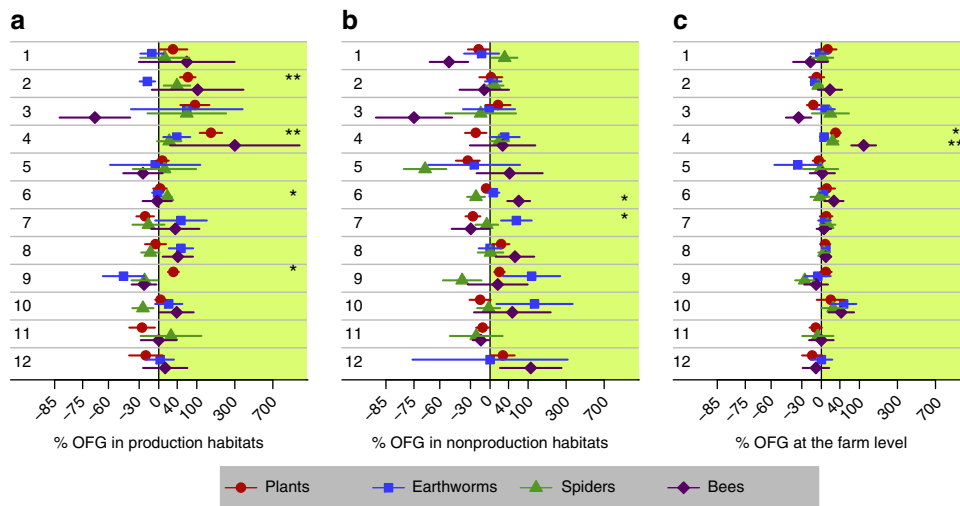 a b c
1 1 1
2 ** 2 2
3 3 3
4 ** 4 4 *
**
5 5 5
6 * 6 * 6
7 7 * 7
8 8 8
9 * 9 9
10 10 10
11 11 11
12 12 12
−85 −75 −60 −30 0 40 100 300 700 −85 −75 −60 −30 0 40 100 300 700 −85 −75 −60 −30 0 40 100 300 700
% OFG in production habitats % OFG in nonproduction habitats % OFG at the farm level
Plants Earthworms Spiders Bees